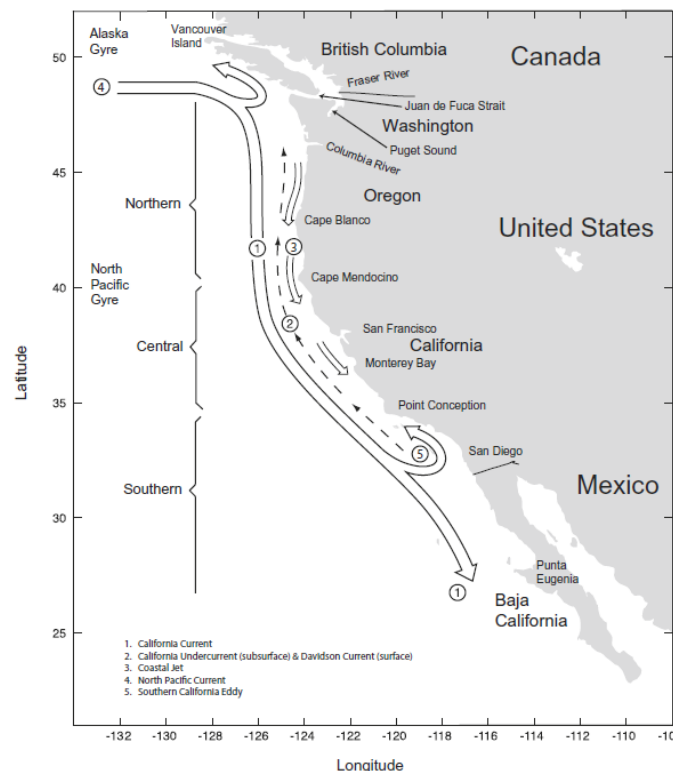 Alaska
Gyre
Vancouver
Island
British Columbia
Canada
Fraser River
Juan de Fuca Strait
Washington
Puget Sound
Columbia River
Oregon
Cape Blanco
United States
Cape Mendocino
San Francisco
California
Monterey Bay
Point Conception
San Diego
Mexico
Punta
Eugenia
Baja
California
Northern
North
Pacific
Gyre
Central
Southern
4
1
3
2
5
1
1. California Current
2. California Undercurrent (subsurface) & Davidson Current (surface)
3. Coastal Jet
4. North Pacific Current
5. Southern California Eddy
Latitude
50
45
40
35
30
25
-132 -130 -128 -126 -124 -122 -120 -118 -116 -114 -112 -110 -108
Longitude